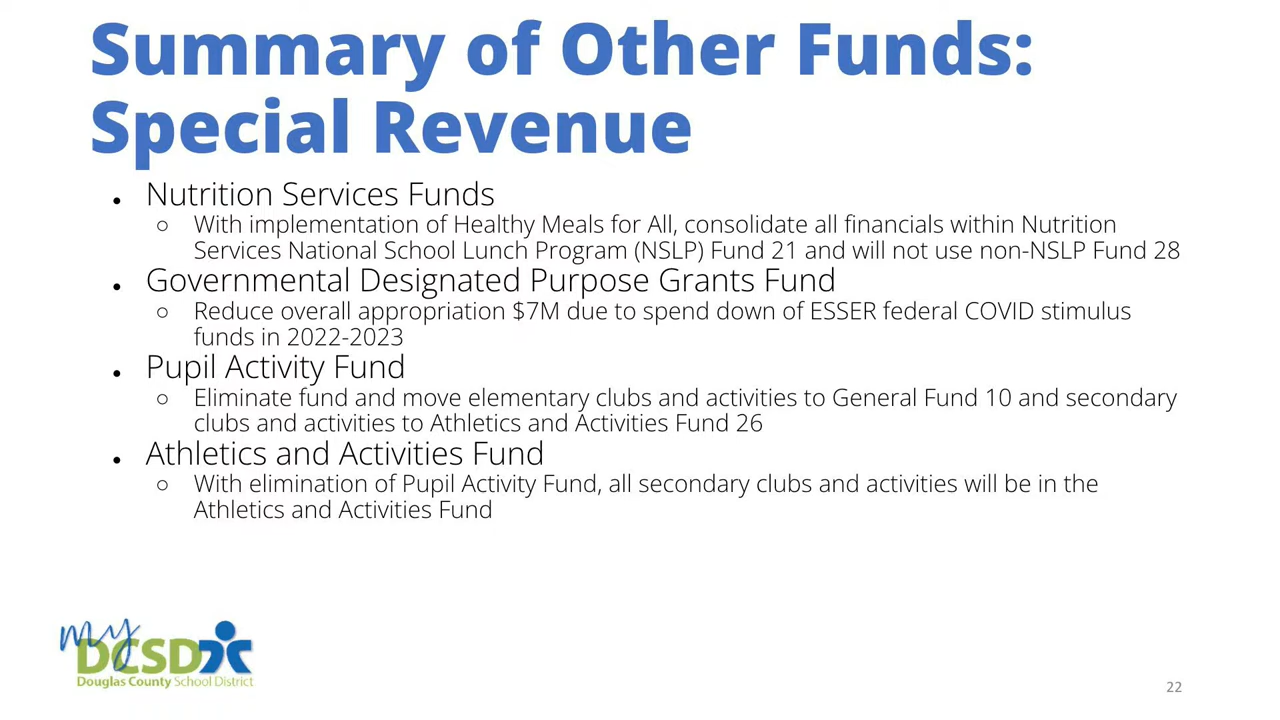 Summary of Other Funds:
Special Revenue
● Nutrition Services Funds
○ With implementation of Healthy Meals for All, consolidate all financials within Nutrition
Services National School Lunch Program (NSLP) Fund 21 and will not use non-NSLP Fund 28
● Governmental Designated Purpose Grants Fund
○ Reduce overall appropriation $7M due to spend down of ESSER federal COVID stimulus
funds in 2022-2023
● Pupil Activity Fund
○ Eliminate fund and move elementary clubs and activities to General Fund 10 and secondary
clubs and activities to Athletics and Activities Fund 26
● Athletics and Activities Fund
○ With elimination of Pupil Activity Fund, all secondary clubs and activities will be in the
Athletics and Activities Fund
my
DCSD
Douglas County School District
22